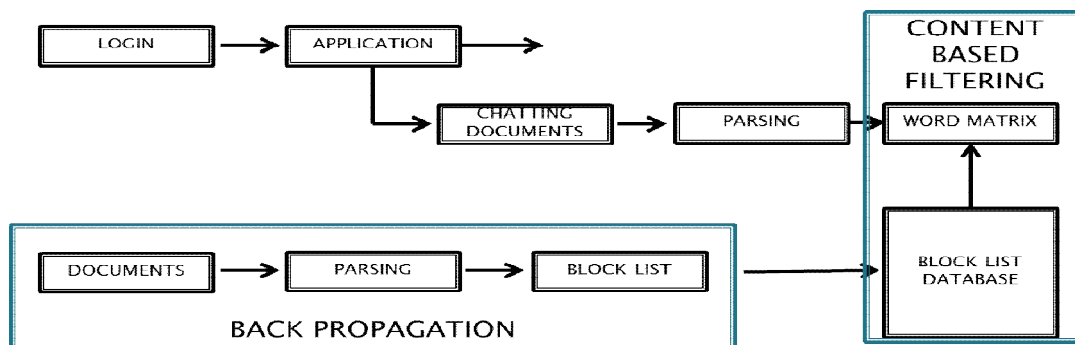 LOGIN
APPLICATION
CONTENT
BASED
FILTERING
CHATTING
DOCUMENTS
PARSING
WORD MATRIX
DOCUMENTS
PARSING
BLOCK LIST
BLOCK LIST
DATABASE
BACK PROPAGATION